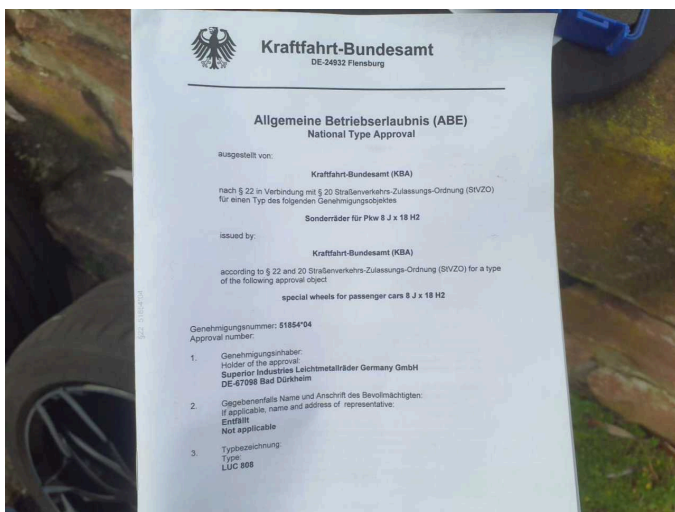 Kraftfahrt-Bundesamt
DE-24932 Flensburg
Allgemeine Betriebserlaubnis (ABE)
National Type Approval
ausgestellt von:
Kraftfahrt-Bundesamt (KBA)
nach § 22 in Verbindung mit § 20 Straßenverkehrs-Zulassungs-Ordnung (StVZO)
für einen Typ des folgenden Genehmigungsobjektes
Sonderräder für Pkw 8 J x 18 H2
issued by:
Kraftfahrt-Bundesamt (KBA)
according to § 22 and 20 Straßenverkehrs-Zulassungs-Ordnung (StVZO) for a type
of the following approval object
special wheels for passenger cars 8 J x 18 H2
Genehmigungsnummer: 51854*04
Approval number:
1. Genehmigungsinhaber:
Holder of the approval:
Superior Industries Leichtmetallräder Germany GmbH
DE-67098 Bad Dürkheim
2. Gegebenenfalls Name und Anschrift des Bevollmächtigten:
If applicable, name and address of representative:
Entfällt
Not applicable
3. Typbezeichnung:
Type:
LUC 808